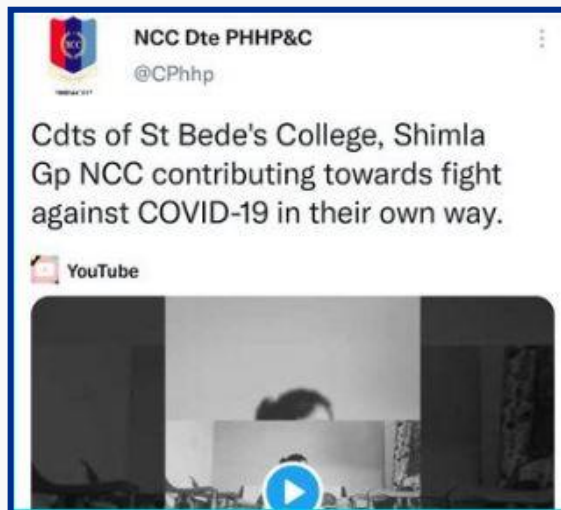 NCC
NCC Dte PHHP&C
@CPhhp
Cdts of St Bede's College, Shimla
Gp NCC contributing towards fight
against COVID-19 in their own way.
YouTube